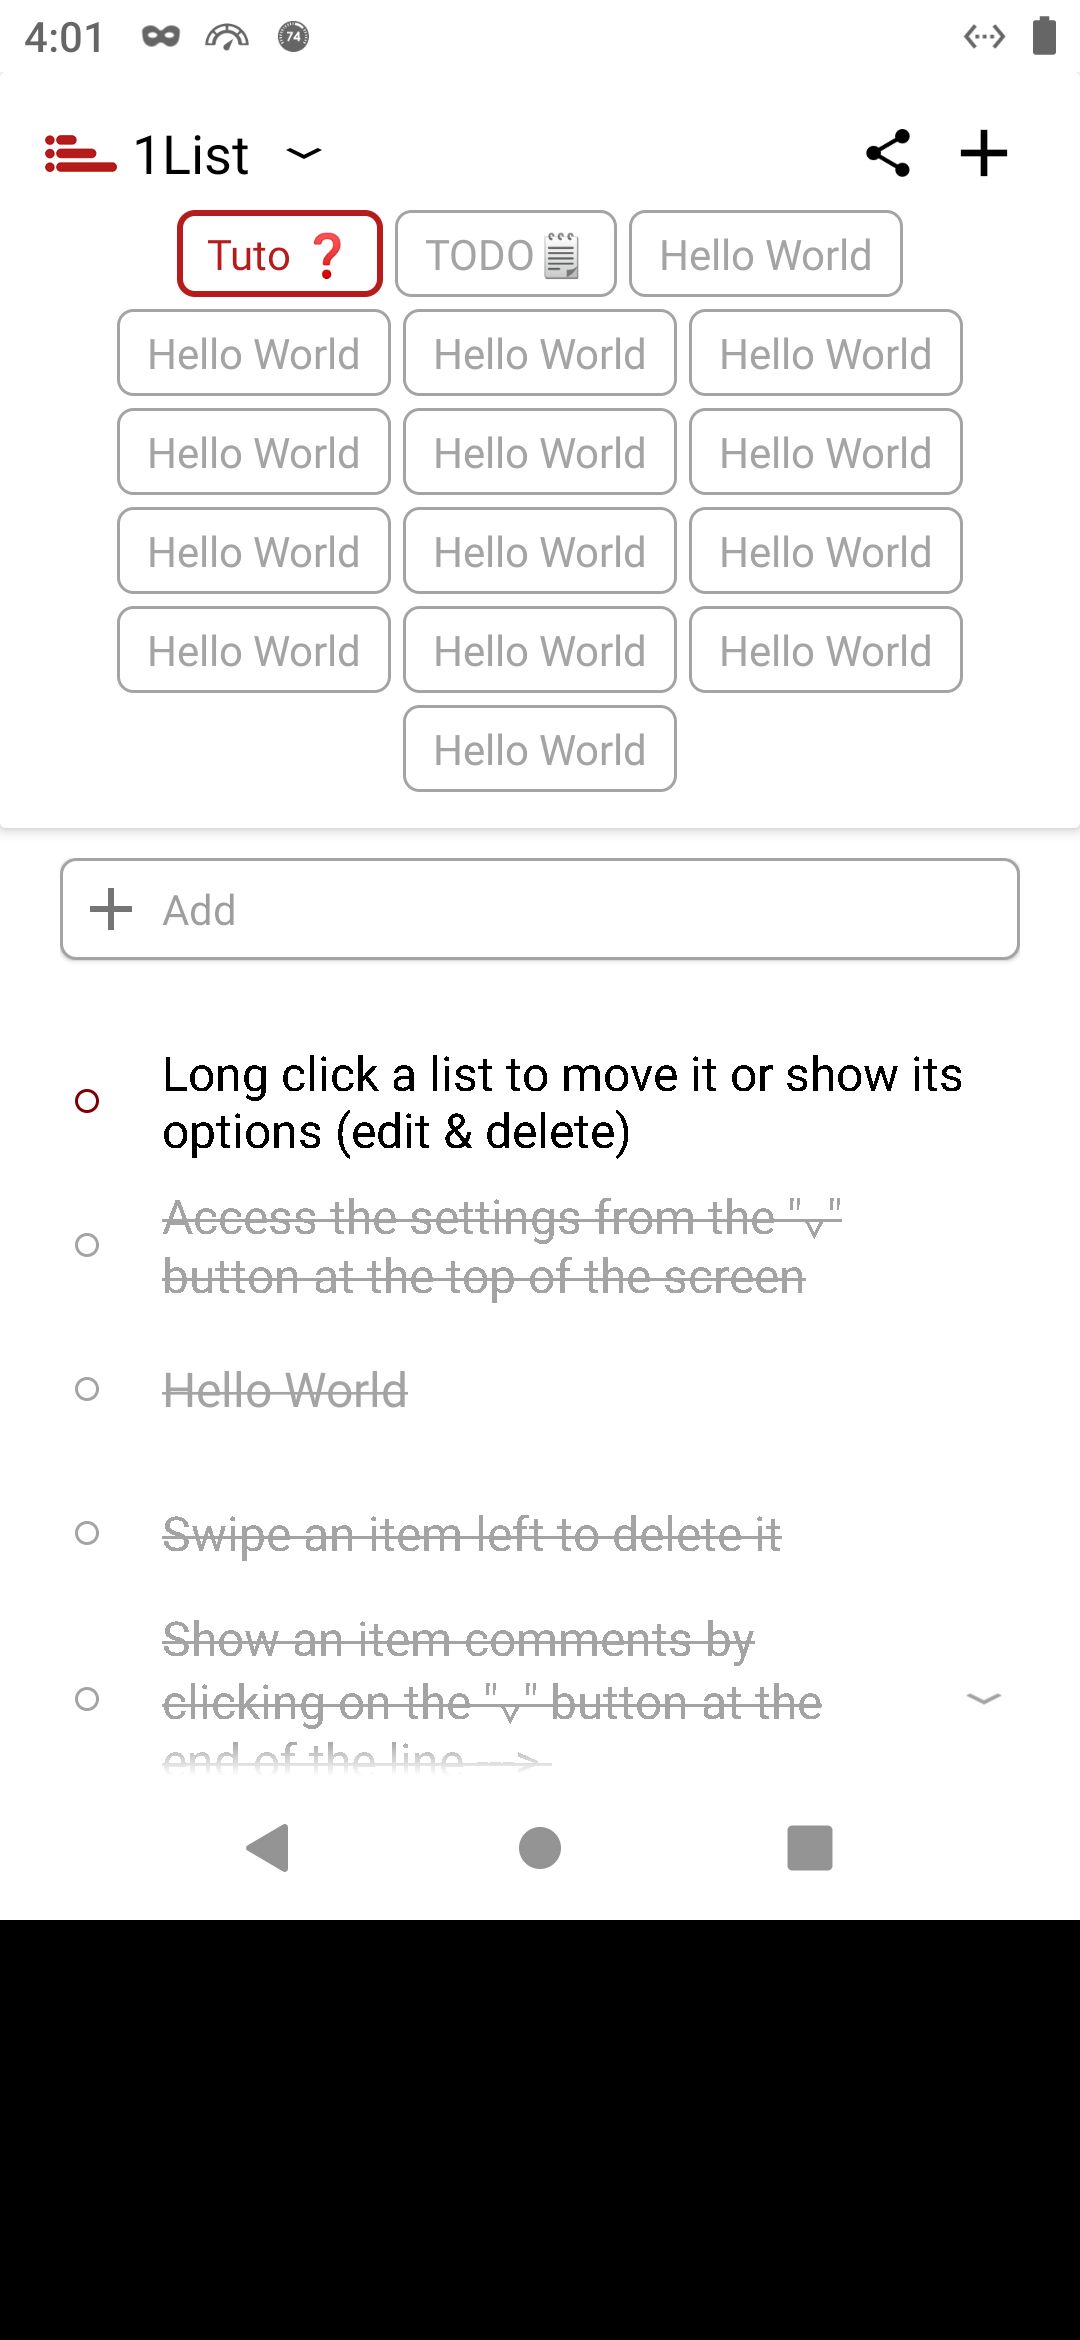 4:01
74
1List
Tuto ❓ TODO🗒 Hello World
Hello World Hello World Hello World
Hello World Hello World Hello World
Hello World Hello World Hello World
Hello World Hello World Hello World
Hello World
Add
Long click a list to move it or show its
options (edit & delete)
Access the settings from the "⌄"
button at the top of the screen
Hello World
Swipe an item left to delete it
Show an item comments by
clicking on the "⌄" button at the
end of the line --->